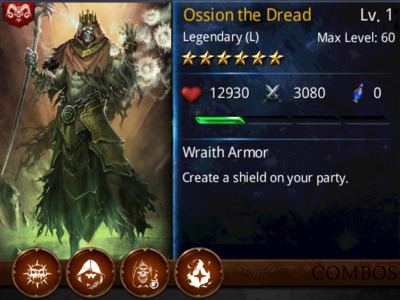 Ossion the Dread Lv. 1
Legendary (L) Max Level: 60
12930 3080 0
Wraith Armor
Create a shield on your party.
COMBOS